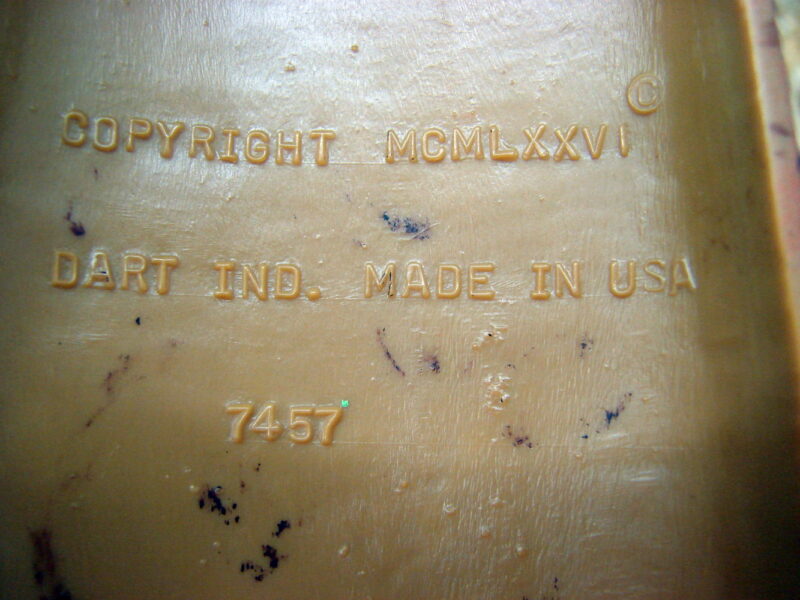 COPYRIGHT MCMLXXVI ©
DART IND. MADE IN USA
7457